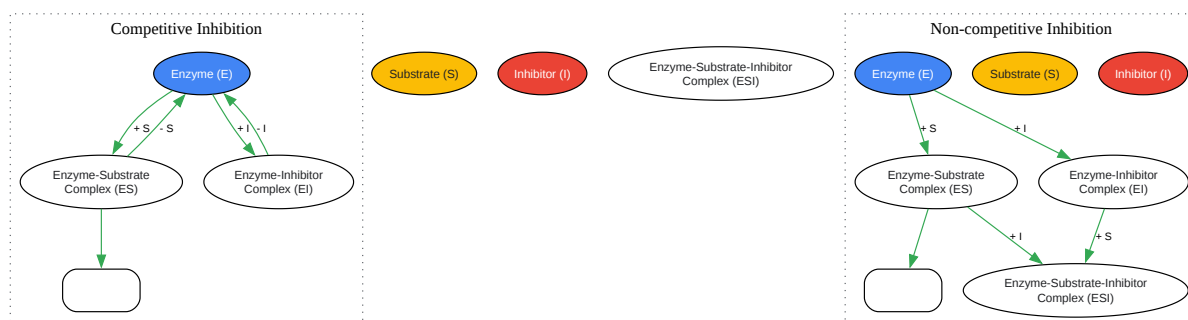 Competitive Inhibition
Enzyme (E)
+ S
- S
+ I
- I
Enzyme-Substrate
Complex (ES)
Enzyme-Inhibitor
Complex (EI)
Substrate (S)
Inhibitor (I)
Enzyme-Substrate-Inhibitor
Complex (ESI)
Non-competitive Inhibition
Enzyme (E)
Substrate (S)
Inhibitor (I)
+ S
+ I
Enzyme-Substrate
Complex (ES)
Enzyme-Inhibitor
Complex (EI)
+ I
+ S
Enzyme-Substrate-Inhibitor
Complex (ESI)